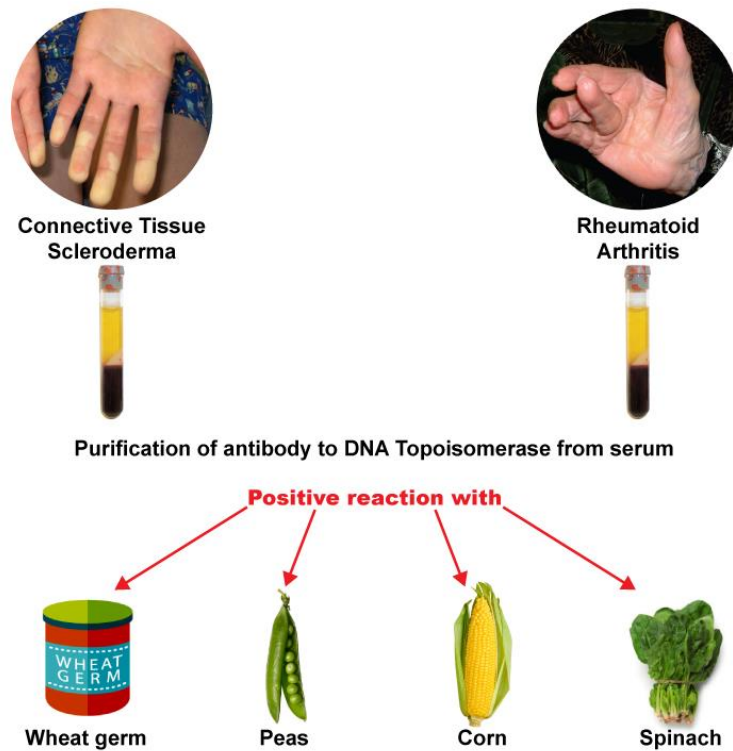 Connective Tissue
Scleroderma
Rheumatoid
Arthritis
Purification of antibody to DNA Topoisomerase from serum
Positive reaction with
WHEAT
GERM
Wheat germ
Peas
Corn
Spinach